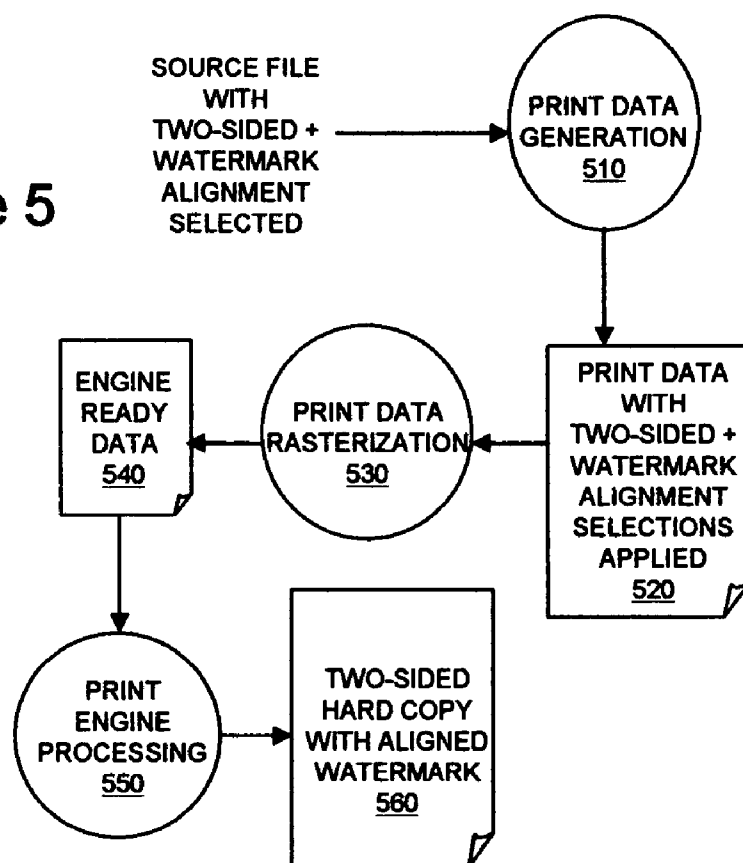 SOURCE FILE
WITH
TWO-SIDED +
WATERMARK
ALIGNMENT
SELECTED
PRINT DATA
GENERATION
510
e 5
PRINT DATA
WITH
TWO-SIDED +
WATERMARK
ALIGNMENT
SELECTIONS
APPLIED
520
PRINT DATA
RASTERIZATION
530
ENGINE
READY
DATA
540
PRINT
ENGINE
PROCESSING
550
TWO-SIDED
HARD COPY
WITH ALIGNED
WATERMARK
560